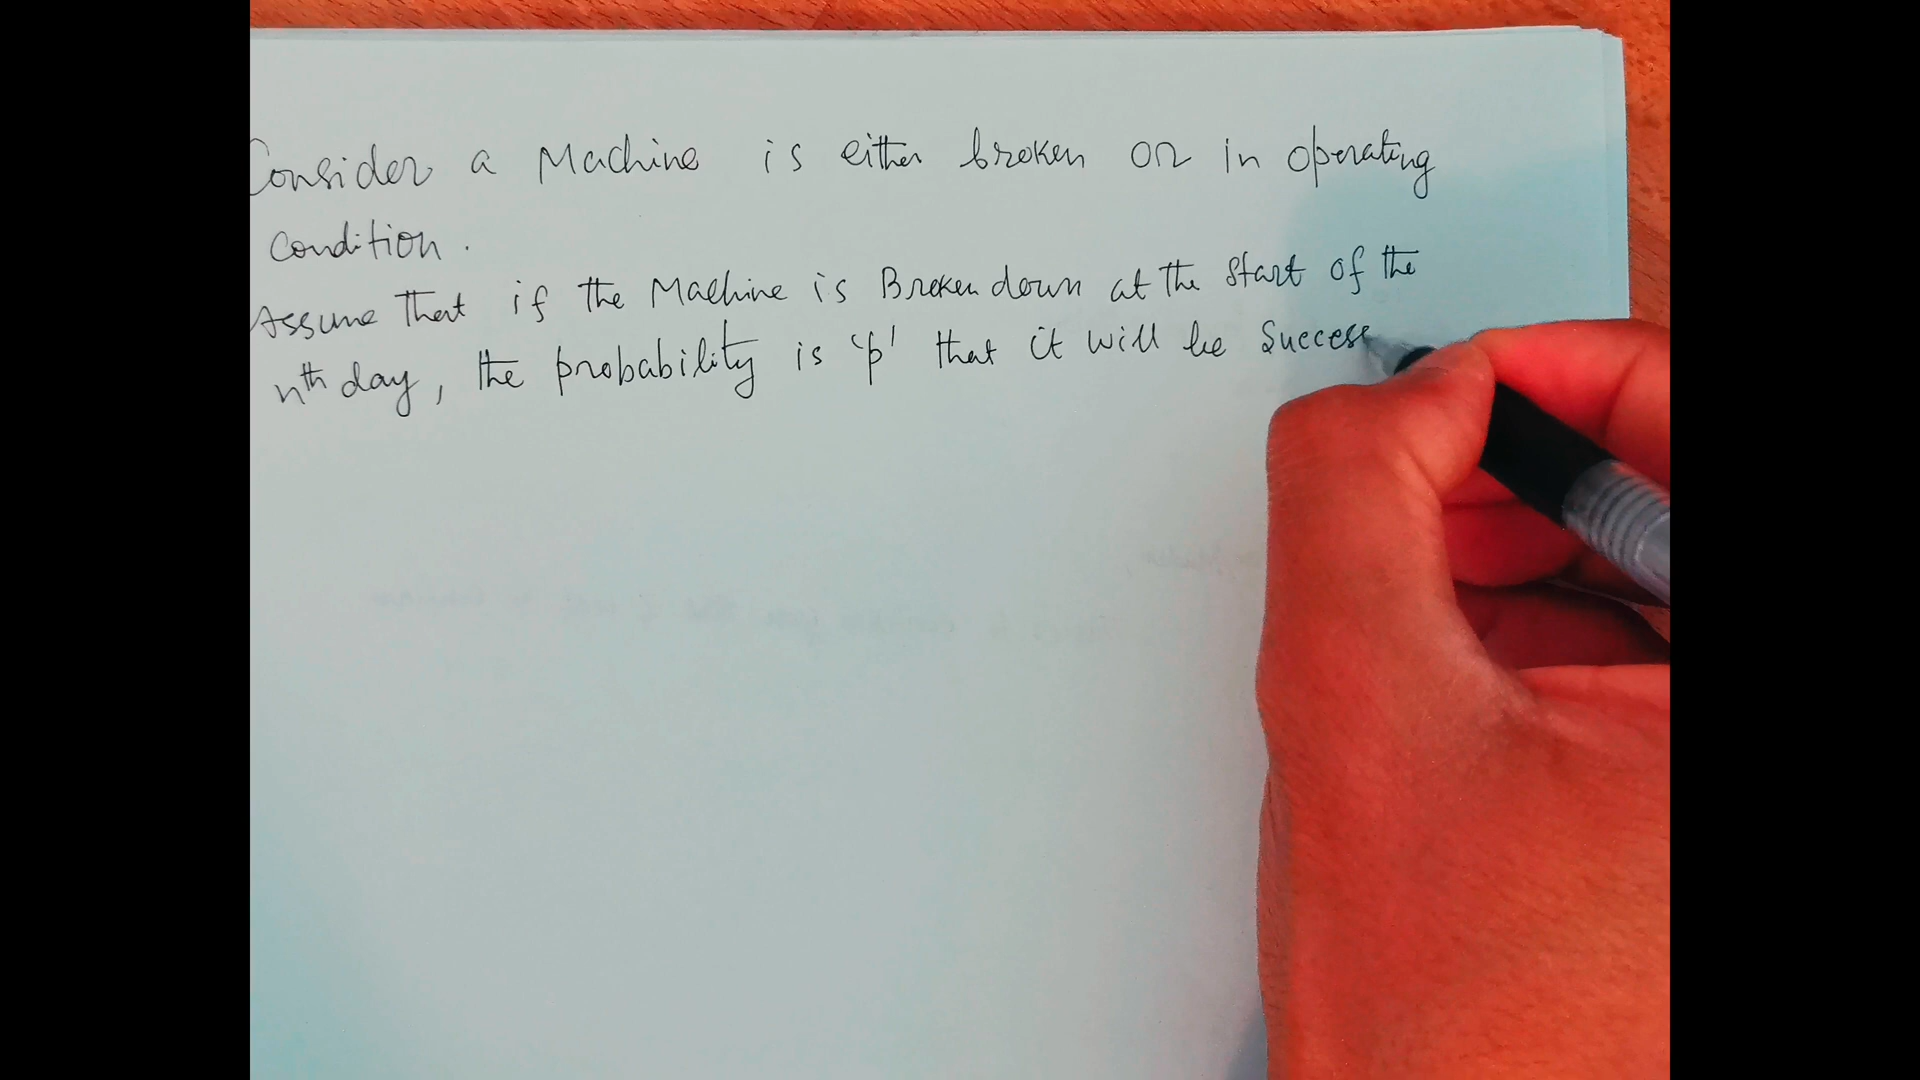 Consider a Machine is either broken or in operating
condition.
Assume that if the Machine is Broken down at the start of the
nth day, the probability is 'p' that it will be Success